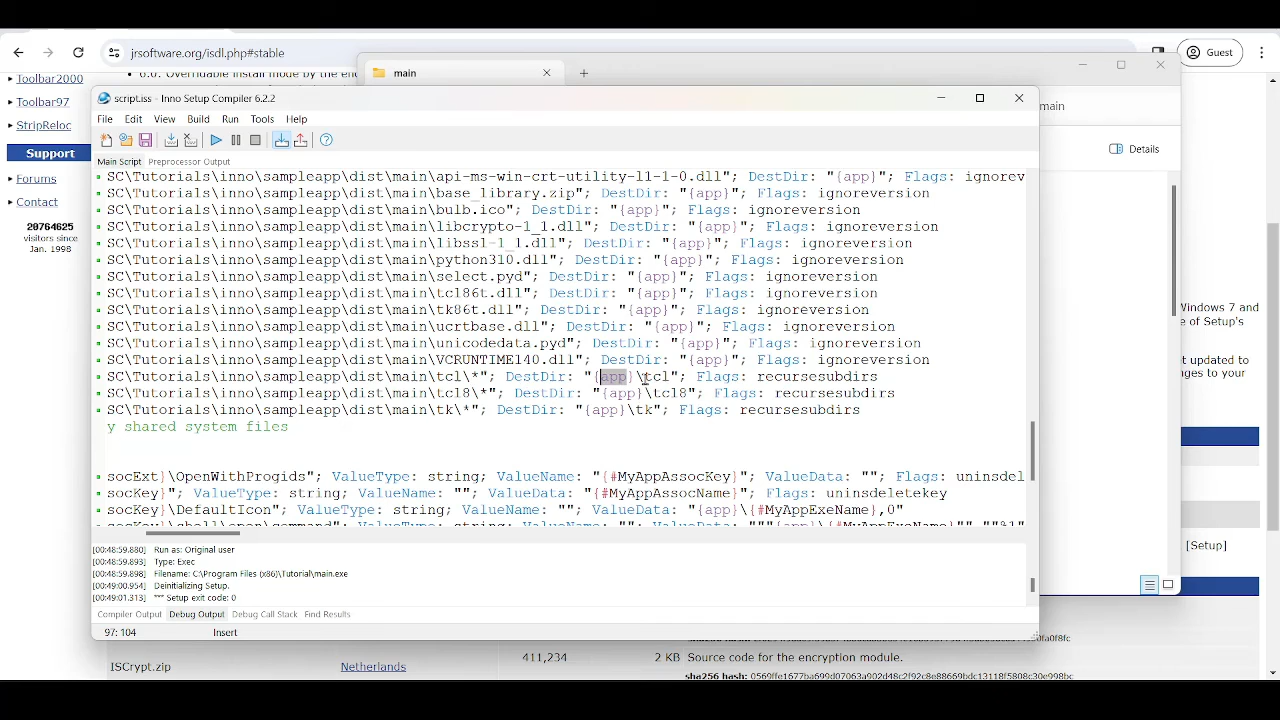 jrsoftware.org/isdl.php#stable
Guest
Toolbar2000
Toolbar97
StripReloc
Support
Forums
Contact
20764625
visitors since
Jan. 1998
main
main
Details
script.iss - Inno Setup Compiler 6.2.2
File Edit View Build Run Tools Help
Main Script Preprocessor Output
SC\Tutorials\inno\sampleapp\dist\main\api-ms-win-crt-utility-l1-1-0.dll"; DestDir: "{app}"; Flags: ignorev
SC\Tutorials\inno\sampleapp\dist\main\base_library.zip"; DestDir: "{app}"; Flags: ignoreversion
SC\Tutorials\inno\sampleapp\dist\main\bulb.ico"; DestDir: "{app}"; Flags: ignoreversion
SC\Tutorials\inno\sampleapp\dist\main\libcrypto-1_1.dll"; DestDir: "{app}"; Flags: ignoreversion
SC\Tutorials\inno\sampleapp\dist\main\libssl-1_1.dll"; DestDir: "{app}"; Flags: ignoreversion
SC\Tutorials\inno\sampleapp\dist\main\python310.dll"; DestDir: "{app}"; Flags: ignoreversion
SC\Tutorials\inno\sampleapp\dist\main\select.pyd"; DestDir: "{app}"; Flags: ignoreversion
SC\Tutorials\inno\sampleapp\dist\main\tcl86t.dll"; DestDir: "{app}"; Flags: ignoreversion
SC\Tutorials\inno\sampleapp\dist\main\tk86t.dll"; DestDir: "{app}"; Flags: ignoreversion
SC\Tutorials\inno\sampleapp\dist\main\ucrtbase.dll"; DestDir: "{app}"; Flags: ignoreversion
SC\Tutorials\inno\sampleapp\dist\main\unicodedata.pyd"; DestDir: "{app}"; Flags: ignoreversion
SC\Tutorials\inno\sampleapp\dist\main\VCRUNTIME140.dll"; DestDir: "{app}"; Flags: ignoreversion
SC\Tutorials\inno\sampleapp\dist\main\tcl\*"; DestDir: "{app}\tcl"; Flags: recursesubdirs
SC\Tutorials\inno\sampleapp\dist\main\tcl8\*"; DestDir: "{app}\tcl8"; Flags: recursesubdirs
SC\Tutorials\inno\sampleapp\dist\main\tk\*"; DestDir: "{app}\tk"; Flags: recursesubdirs
y shared system files
socExt}\OpenWithProgids"; ValueType: string; ValueName: "{#MyAppAssocKey}"; ValueData: ""; Flags: uninsdel
socKey}"; ValueType: string; ValueName: ""; ValueData: "{#MyAppAssocName}"; Flags: uninsdeletekey
socKey}\DefaultIcon"; ValueType: string; ValueName: ""; ValueData: "{app}\{#MyAppExeName},0"
[00:48:59.880] Run as: Original user
[00:48:59.893] Type: Exec
[00:48:59.898] Filename: C:\Program Files (x86)\Tutorial\main.exe
[00:49:00.954] Deinitializing Setup.
[00:49:01.313] *** Setup exit code: 0
Compiler Output Debug Output Debug Call Stack Find Results
97: 104 Insert
Windows 7 and
e of Setup's
t updated to
ges to your
[Setup]
ISCrypt.zip Netherlands 411,234 2 KB Source code for the encryption module.